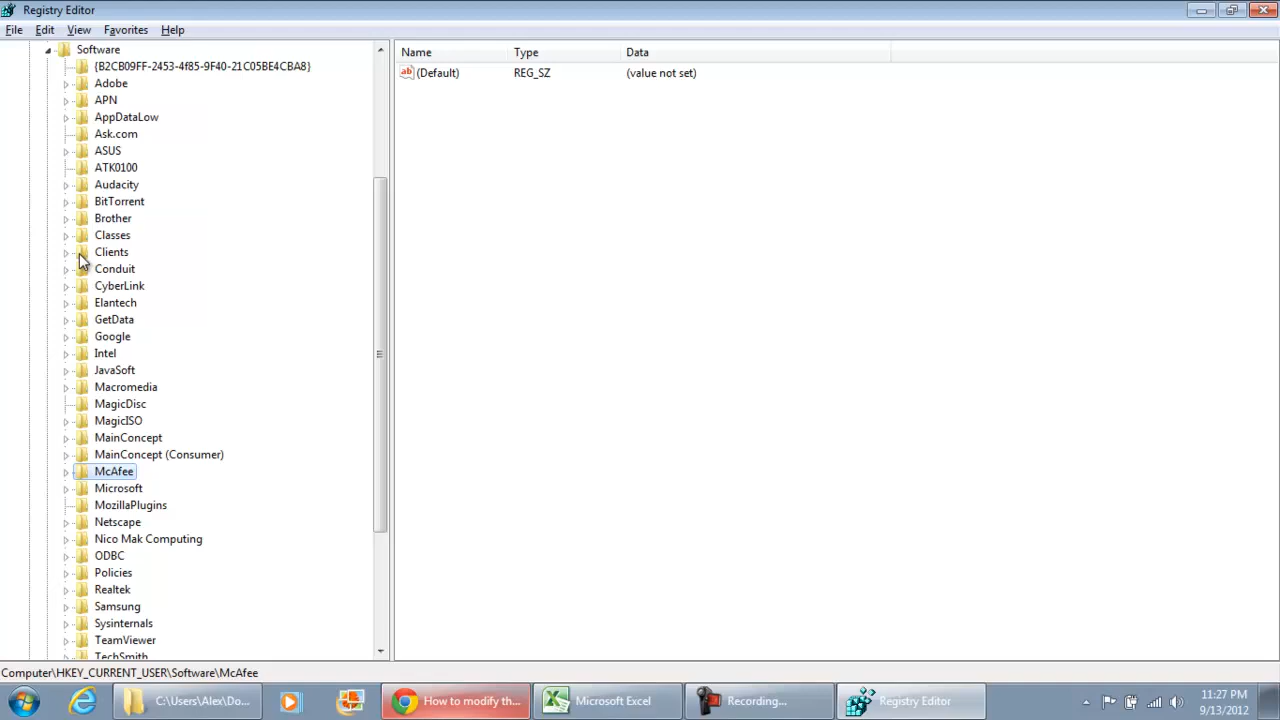 Registry Editor
File Edit View Favorites Help
Software
{B2CB09FF-2453-4f85-9F40-21C05BE4CBA8}
Adobe
APN
AppDataLow
Ask.com
ASUS
ATK0100
Audacity
BitTorrent
Brother
Classes
Clients
Conduit
CyberLink
Elantech
GetData
Google
Intel
JavaSoft
Macromedia
MagicDisc
MagicISO
MainConcept
MainConcept (Consumer)
McAfee
Microsoft
MozillaPlugins
Netscape
Nico Mak Computing
ODBC
Policies
Realtek
Samsung
Sysinternals
TeamViewer
TechSmith
Name Type Data
ab (Default) REG_SZ (value not set)
Computer\HKEY_CURRENT_USER\Software\McAfee
C:\Users\Alex\Do... How to modify th... Microsoft Excel Recording... Registry Editor
11:27 PM
9/13/2012